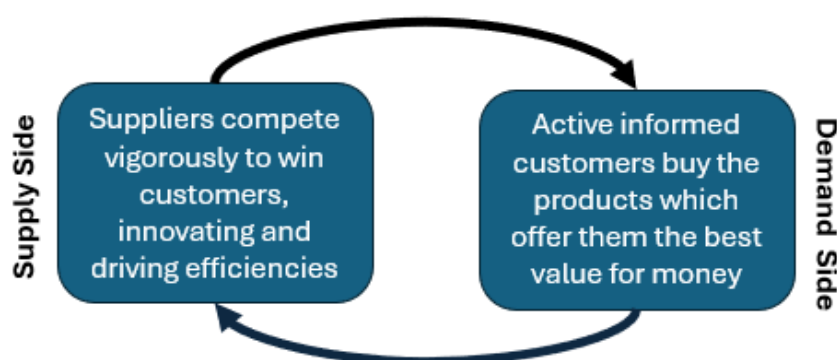 Supply Side
Suppliers compete
vigorously to win
customers,
innovating and
driving efficiencies
Active informed
customers buy the
products which
offer them the best
value for money
Demand Side